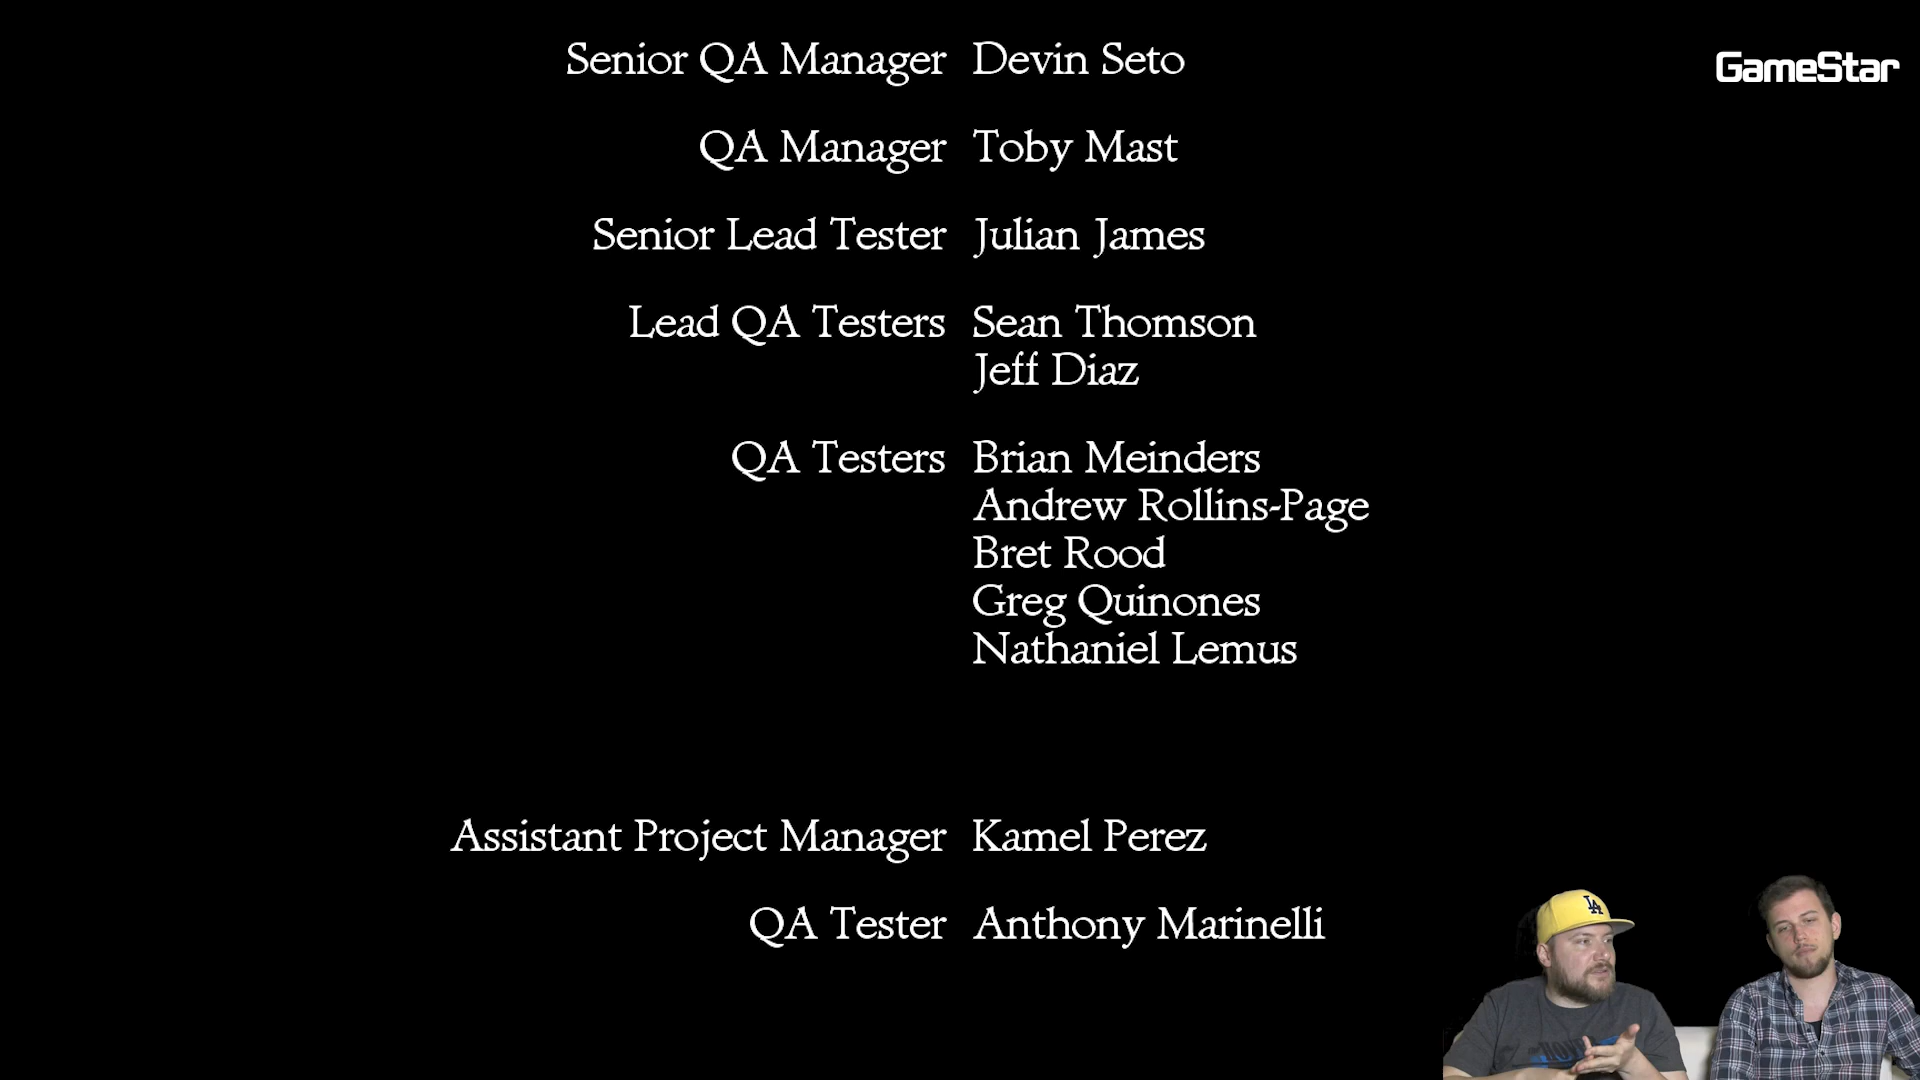 Senior QA Manager Devin Seto
GameStar
QA Manager Toby Mast
Senior Lead Tester Julian James
Lead QA Testers Sean Thomson
Jeff Diaz
QA Testers Brian Meinders
Andrew Rollins-Page
Bret Rood
Greg Quinones
Nathaniel Lemus
Assistant Project Manager Kamel Perez
QA Tester Anthony Marinelli
LA